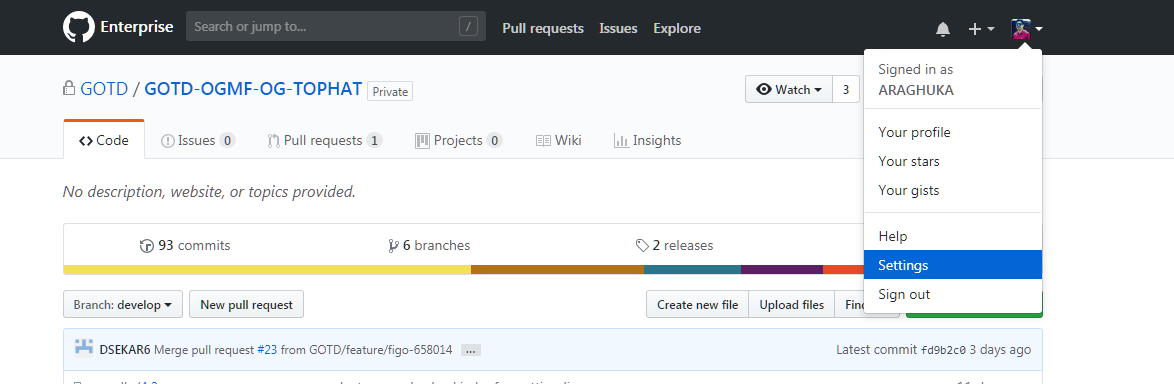 Enterprise Search or jump to... / Pull requests Issues Explore
Signed in as
ARAGHUKA
GOTD / GOTD-OGMF-OG-TOPHAT Private Watch 3
Your profile
Code Issues 0 Pull requests 1 Projects 0 Wiki Insights
Your stars
Your gists
No description, website, or topics provided.
93 commits 6 branches 2 releases
Help
Settings
Sign out
Branch: develop New pull request Create new file Upload files Fin
DSEKAR6 Merge pull request #23 from GOTD/feature/figo-658014 ... Latest commit fd9b2c0 3 days ago